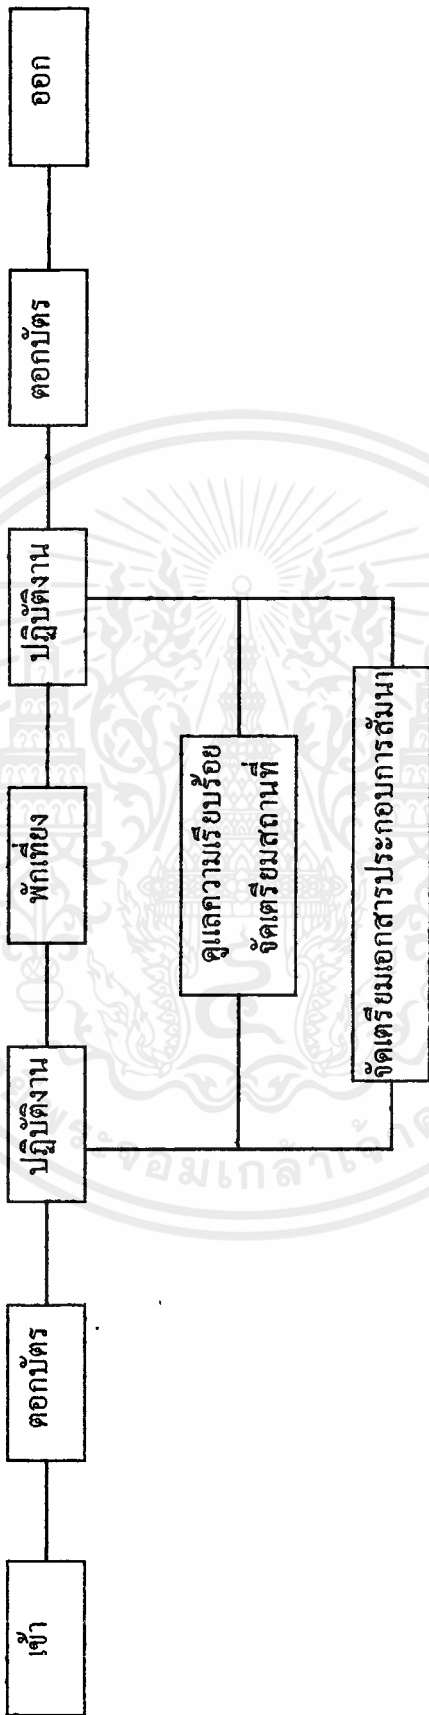 เข้า
ตอกบัตร
ปฏิบัติงาน
พักเที่ยง
ปฏิบัติงาน
ตอกบัตร
ออก
ดูแลความเรียบร้อย
จัดเตรียมสถานที่
จัดเตรียมเอกสารประกอบการสัมนา